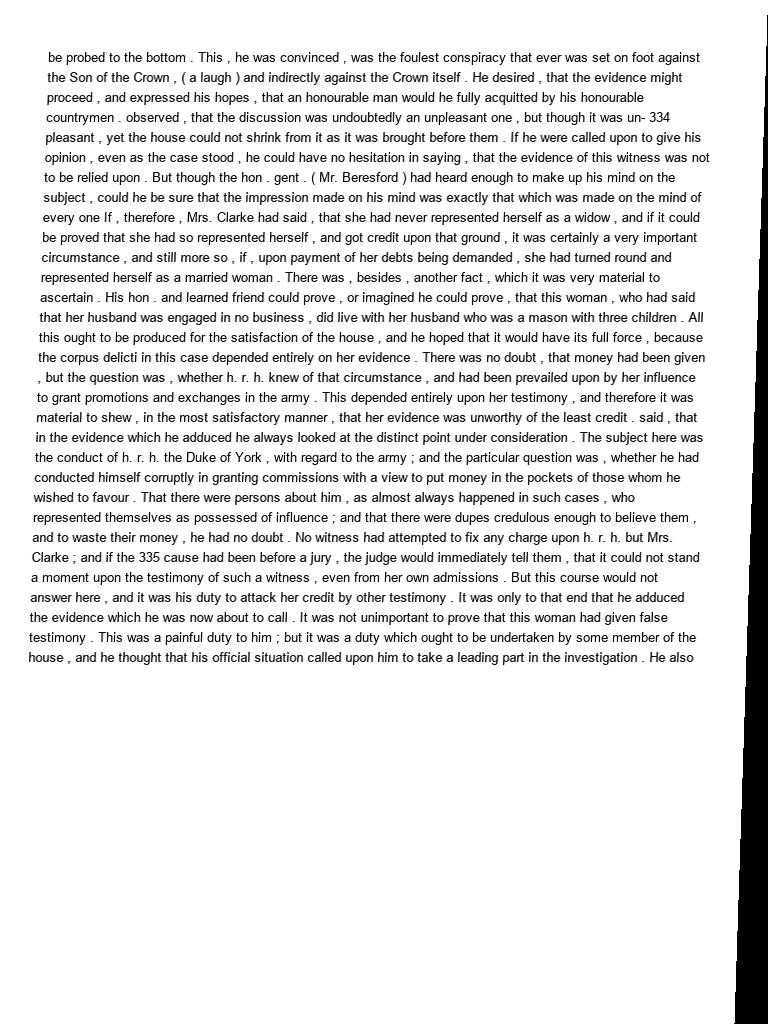 be probed to the bottom . This , he was convinced , was the foulest conspiracy that ever was set on foot against
the Son of the Crown , ( a laugh ) and indirectly against the Crown itself . He desired , that the evidence might
proceed , and expressed his hopes , that an honourable man would he fully acquitted by his honourable
countrymen . observed , that the discussion was undoubtedly an unpleasant one , but though it was un- 334
pleasant , yet the house could not shrink from it as it was brought before them . If he were called upon to give his
opinion , even as the case stood , he could have no hesitation in saying , that the evidence of this witness was not
to be relied upon . But though the hon . gent . ( Mr. Beresford ) had heard enough to make up his mind on the
subject , could he be sure that the impression made on his mind was exactly that which was made on the mind of
every one If , therefore , Mrs. Clarke had said , that she had never represented herself as a widow , and if it could
be proved that she had so represented herself , and got credit upon that ground , it was certainly a very important
circumstance , and still more so , if , upon payment of her debts being demanded , she had turned round and
represented herself as a married woman . There was , besides , another fact , which it was very material to
ascertain . His hon . and learned friend could prove , or imagined he could prove , that this woman , who had said
that her husband was engaged in no business , did live with her husband who was a mason with three children . All
this ought to be produced for the satisfaction of the house , and he hoped that it would have its full force , because
the corpus delicti in this case depended entirely on her evidence . There was no doubt , that money had been given
, but the question was , whether h. r. h. knew of that circumstance , and had been prevailed upon by her influence
to grant promotions and exchanges in the army . This depended entirely upon her testimony , and therefore it was
material to shew , in the most satisfactory manner , that her evidence was unworthy of the least credit . said , that
in the evidence which he adduced he always looked at the distinct point under consideration . The subject here was
the conduct of h. r. h. the Duke of York , with regard to the army ; and the particular question was , whether he had
conducted himself corruptly in granting commissions with a view to put money in the pockets of those whom he
wished to favour . That there were persons about him , as almost always happened in such cases , who
represented themselves as possessed of influence ; and that there were dupes credulous enough to believe them ,
and to waste their money , he had no doubt . No witness had attempted to fix any charge upon h. r. h. but Mrs.
Clarke ; and if the 335 cause had been before a jury , the judge would immediately tell them , that it could not stand
a moment upon the testimony of such a witness , even from her own admissions . But this course would not
answer here , and it was his duty to attack her credit by other testimony . It was only to that end that he adduced
the evidence which he was now about to call . It was not unimportant to prove that this woman had given false
testimony . This was a painful duty to him ; but it was a duty which ought to be undertaken by some member of the
house , and he thought that his official situation called upon him to take a leading part in the investigation . He also